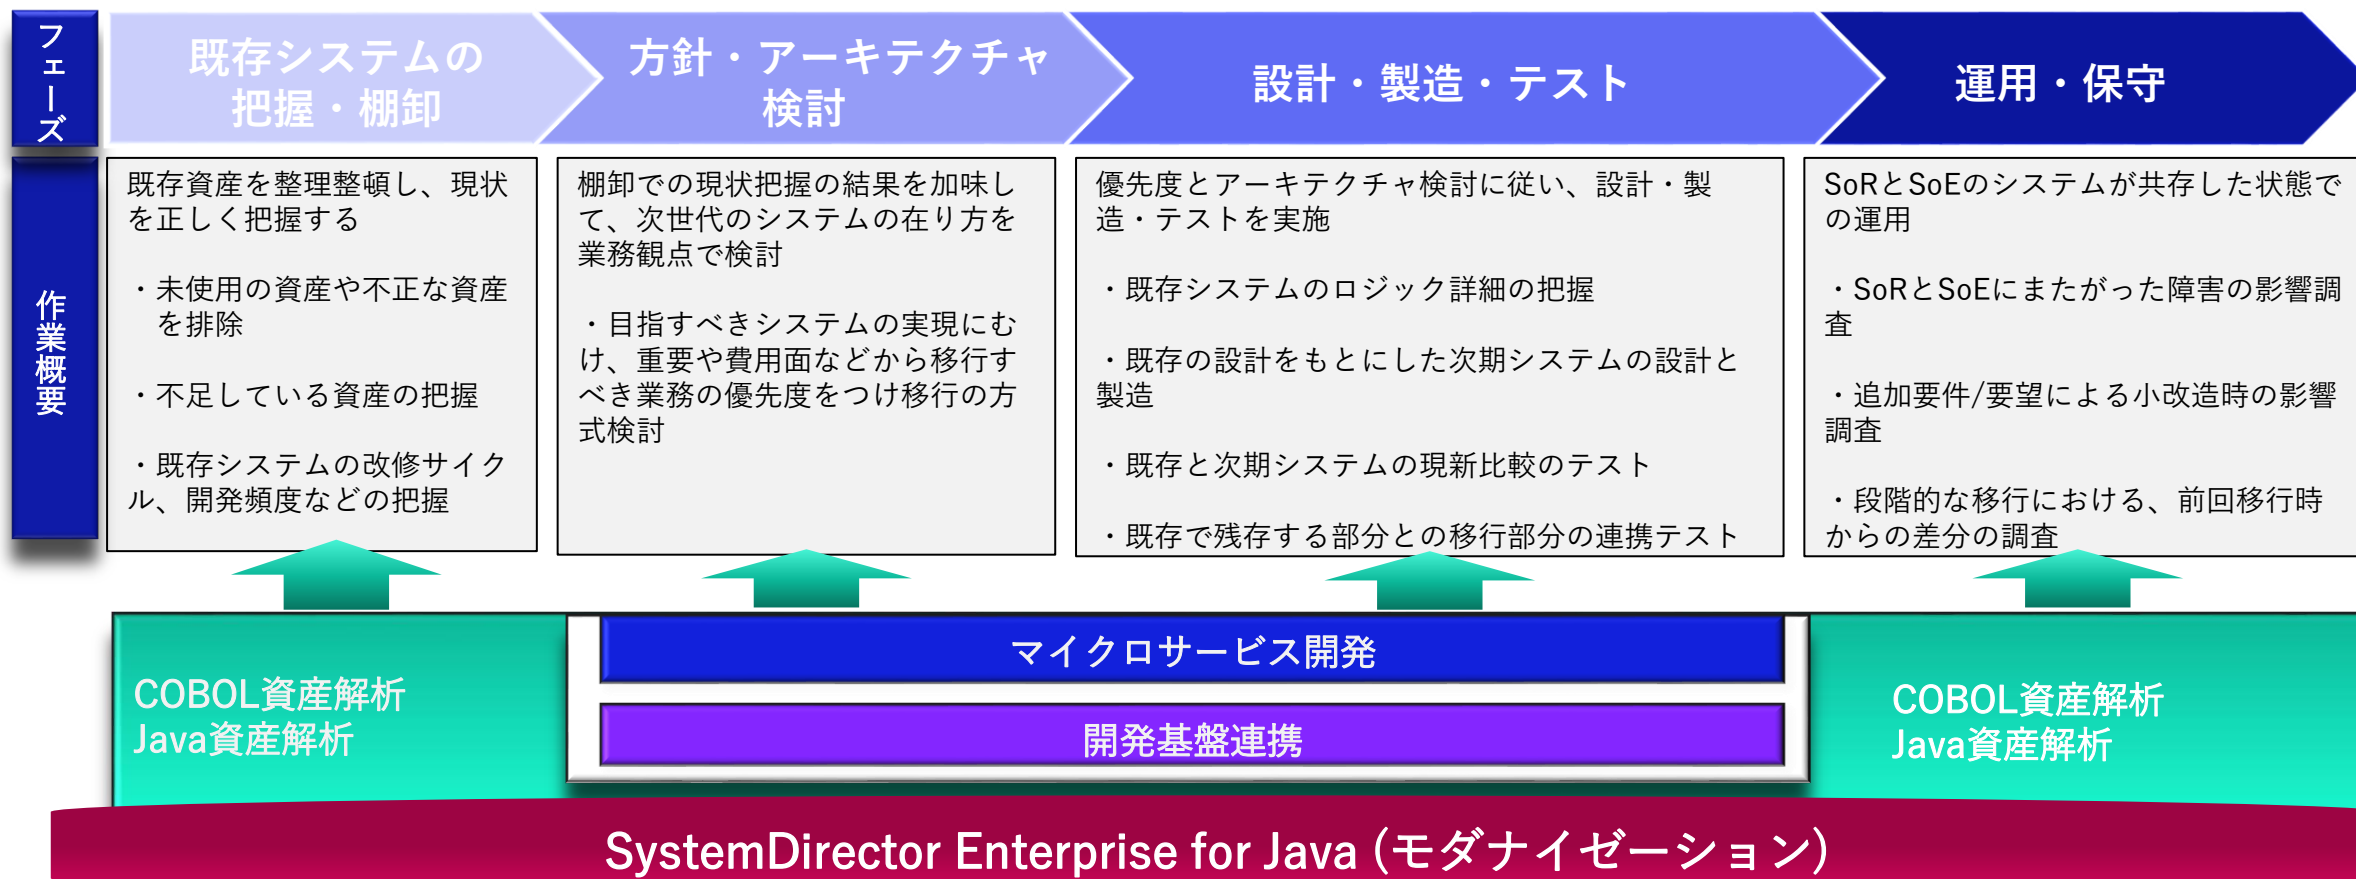 フェーズ
既存システムの
把握・棚卸
方針・アーキテクチャ
検討
設計・製造・テスト
運用・保守
作業概要
既存資産を整理整頓し、現状
を正しく把握する
・未使用の資産や不正な資産
を排除
・不足している資産の把握
・既存システムの改修サイク
ル、開発頻度などの把握
棚卸での現状把握の結果を加味し
て、次世代のシステムの在り方を
業務観点で検討
・目指すべきシステムの実現にむ
け、重要や費用面などから移行す
べき業務の優先度をつけ移行の方
式検討
優先度とアーキテクチャ検討に従い、設計・製
造・テストを実施
・既存システムのロジック詳細の把握
・既存の設計をもとにした次期システムの設計と
製造
・既存と次期システムの現新比較のテスト
・既存で残存する部分との移行部分の連携テスト
SoRとSoEのシステムが共存した状態で
の運用
・SoRとSoEにまたがった障害の影響調
査
・追加要件/要望による小改造時の影響
調査
・段階的な移行における、前回移行時
からの差分の調査
COBOL資産解析
Java資産解析
マイクロサービス開発
開発基盤連携
COBOL資産解析
Java資産解析
SystemDirector Enterprise for Java (モダナイゼーション)